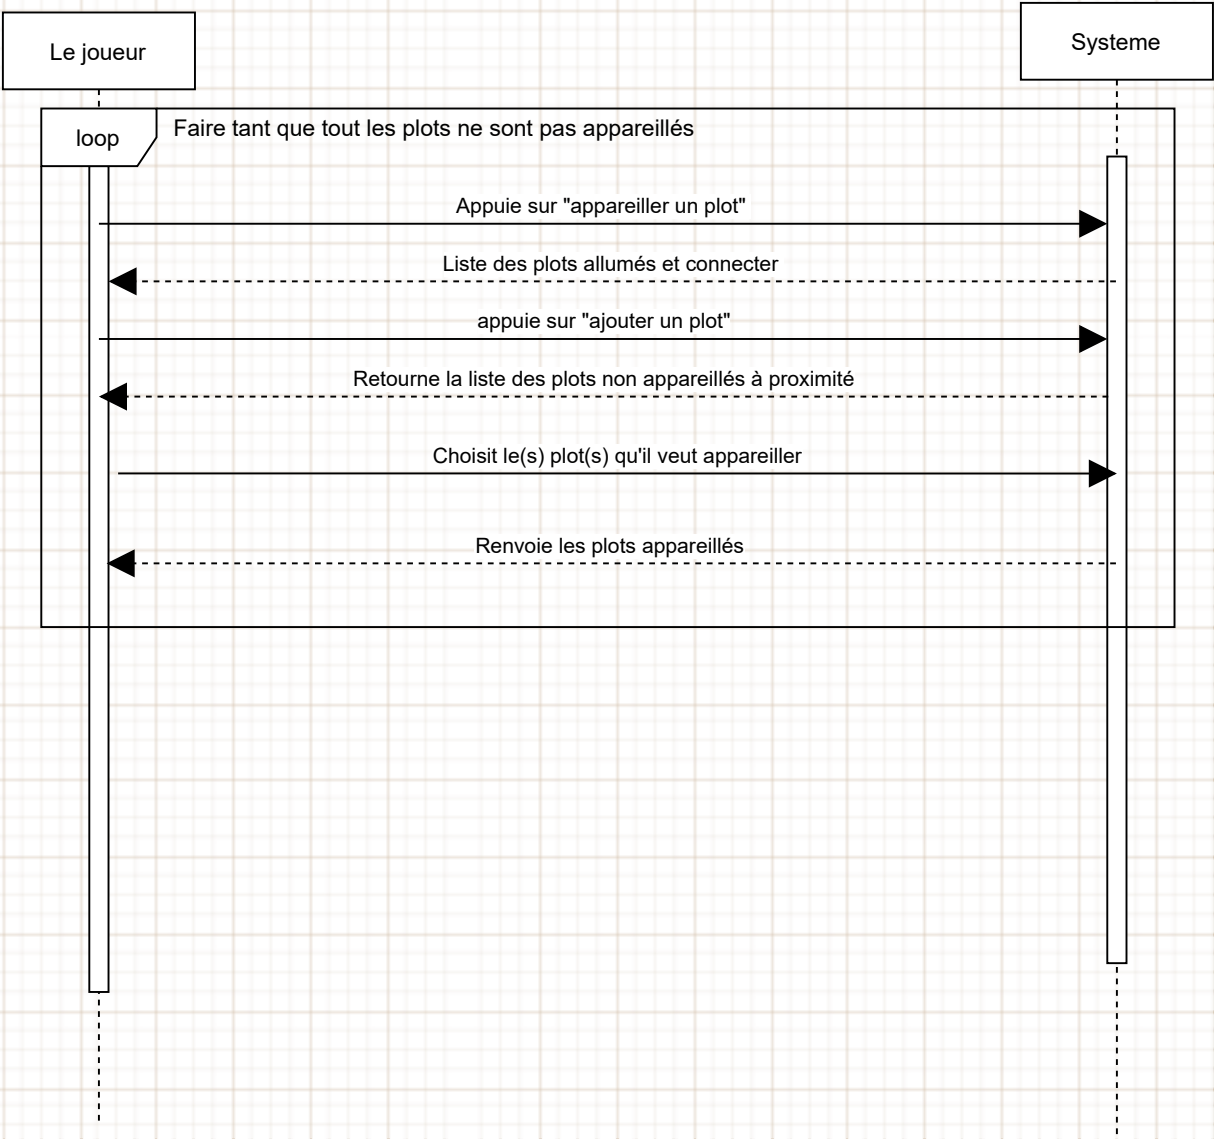 Le joueur
Systeme
loop
Faire tant que tout les plots ne sont pas appareillés
Appuie sur "appareiller un plot"
Liste des plots allumés et connecter
appuie sur "ajouter un plot"
Retourne la liste des plots non appareillés à proximité
Choisit le(s) plot(s) qu'il veut appareiller
Renvoie les plots appareillés